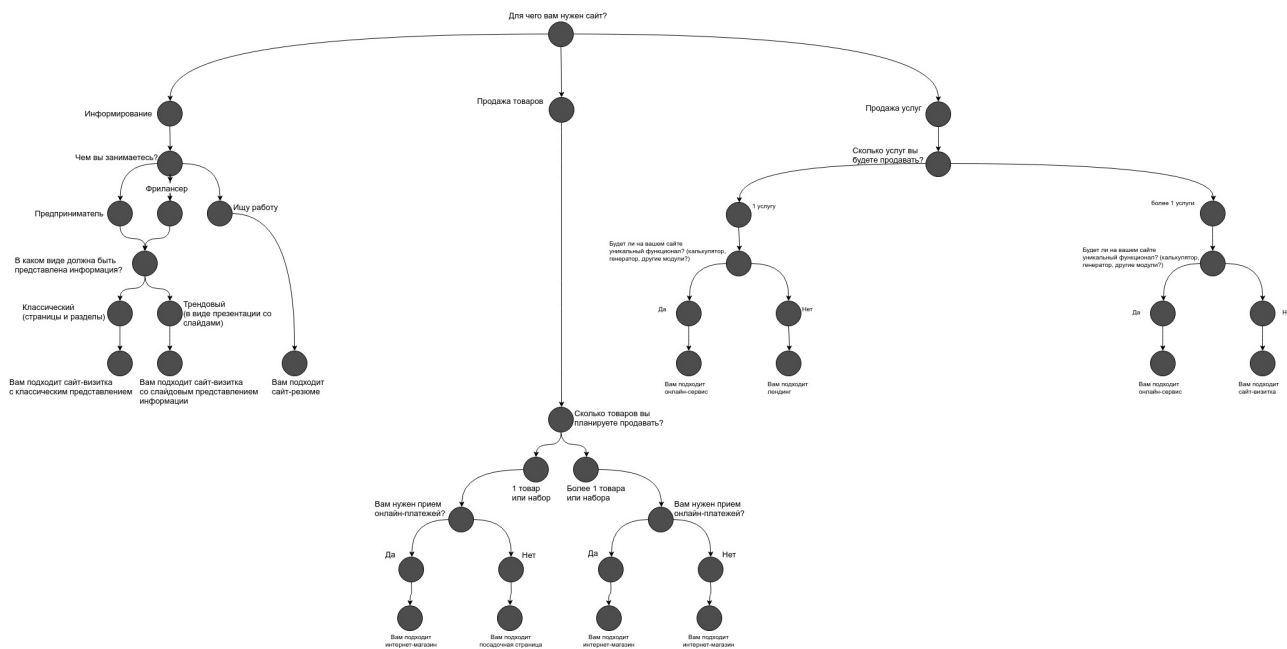 Для чего вам нужен сайт?
Информирование
Продажа товаров
Продажа услуг
Чем вы занимаетесь?
Сколько услуг вы
будете продавать?
Фрилансер
Предприниматель
Ищу работу
1 услугу
более 1 услуги
В каком виде должна быть
представлена информация?
Будет ли на вашем сайте
уникальный функционал? (калькулятор,
генератор, другие модули?)
Будет ли на вашем сайте
уникальный функционал? (калькулятор,
генератор, другие модули?)
Классический
(страницы и разделы)
Трендовый
(в виде презентации со
слайдами)
Да
Нет
Да
Н
Вам подходит сайт-визитка
с классическим представлением
Вам подходит сайт-визитка
со слайдовым представлением
информации
Вам подходит
сайт-резюме
Вам подходит
онлайн-сервис
Вам подходит
лендинг
Вам подходит
онлайн-сервис
Вам подходит
сайт-визитка
Сколько товаров вы
планируете продавать?
1 товар
или набор
Более 1 товара
или набора
Вам нужен прием
онлайн-платежей?
Вам нужен прием
онлайн-платежей?
Да
Нет
Да
Нет
Вам подходит
интернет-магазин
Вам подходит
посадочная страница
Вам подходит
интернет-магазин
Вам подходит
интернет-магазин